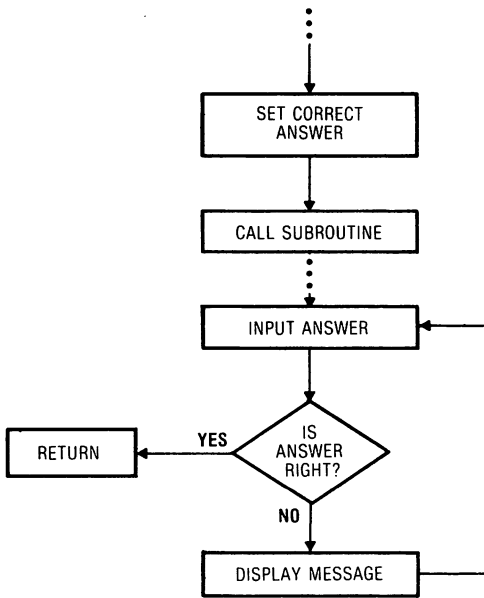 SET CORRECT
ANSWER
CALL SUBROUTINE
INPUT ANSWER
IS
ANSWER
RIGHT?
YES
RETURN
NO
DISPLAY MESSAGE